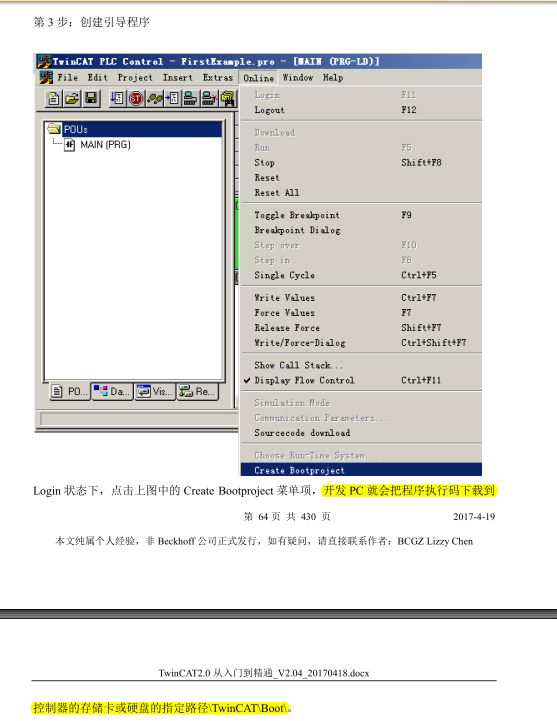 第 3 步：创建引导程序
TwinCAT PLC Control - FirstExample.pro - [MAIN (PRG-LD)]
File Edit Project Insert Extras Online Window Help
POUs
MAIN (PRG)
Login F11
Logout F12
Download
Run F5
Stop Shift+F8
Reset
Reset All
Toggle Breakpoint F9
Breakpoint Dialog
Step over F10
Step in F8
Single Cycle Ctrl+F5
Write Values Ctrl+F7
Force Values F7
Release Force Shift+F7
Write/Force-Dialog Ctrl+Shift+F7
Show Call Stack...
Display Flow Control Ctrl+F11
Simulation Mode
Communication Parameters...
Sourcecode download
Choose Run-Time System...
Create Bootproject
PO... Da... Vis... Re...
Login 状态下，点击上图中的 Create Bootproject 菜单项，开发 PC 就会把程序执行码下载到
第 64 页 共 430 页 2017-4-19
本文纯属个人经验，非 Beckhoff 公司正式发行，如有疑问，请直接联系作者：BCGZ Lizzy Chen
TwinCAT2.0 从入门到精通_V2.04_20170418.docx
控制器的存储卡或硬盘的指定路径\TwinCAT\Boot\。